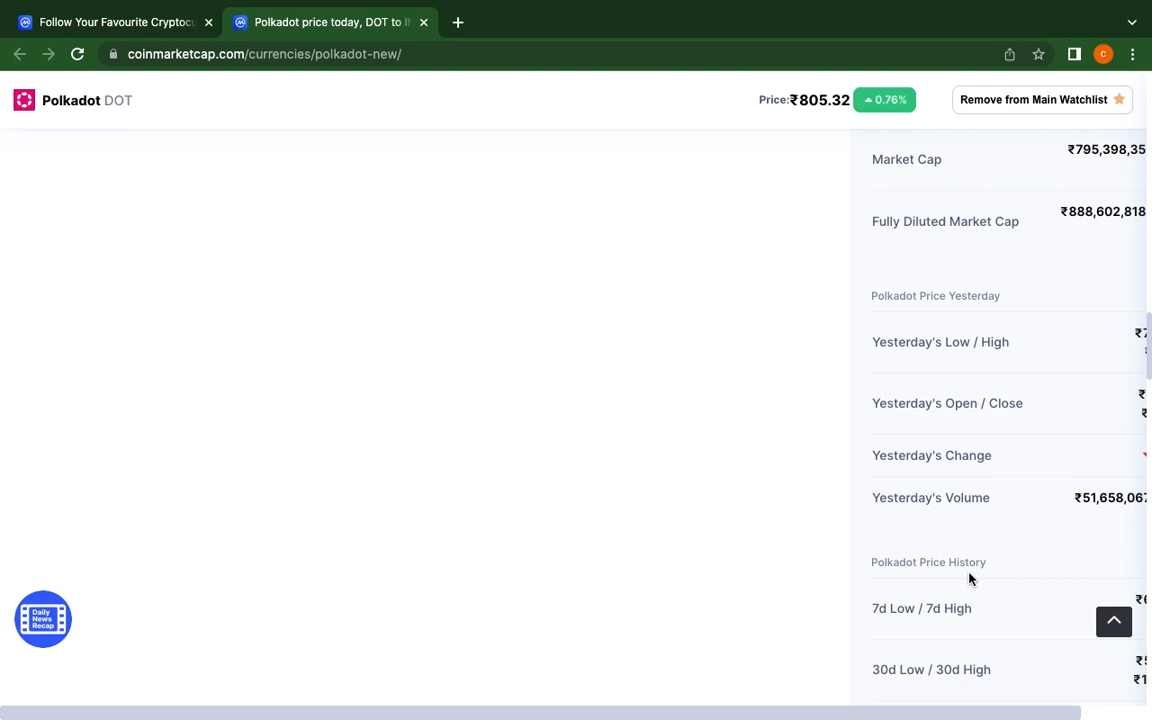 Follow Your Favourite Cryptocu
Polkadot price today, DOT to I
coinmarketcap.com/currencies/polkadot-new/
C
Polkadot DOT
Price:₹805.32
0.76%
Remove from Main Watchlist
Market Cap
₹795,398,35
Fully Diluted Market Cap
₹888,602,818
Polkadot Price Yesterday
Yesterday's Low / High
Yesterday's Open / Close
Yesterday's Change
Yesterday's Volume
₹51,658,067
Polkadot Price History
7d Low / 7d High
30d Low / 30d High
Daily
News
Recap